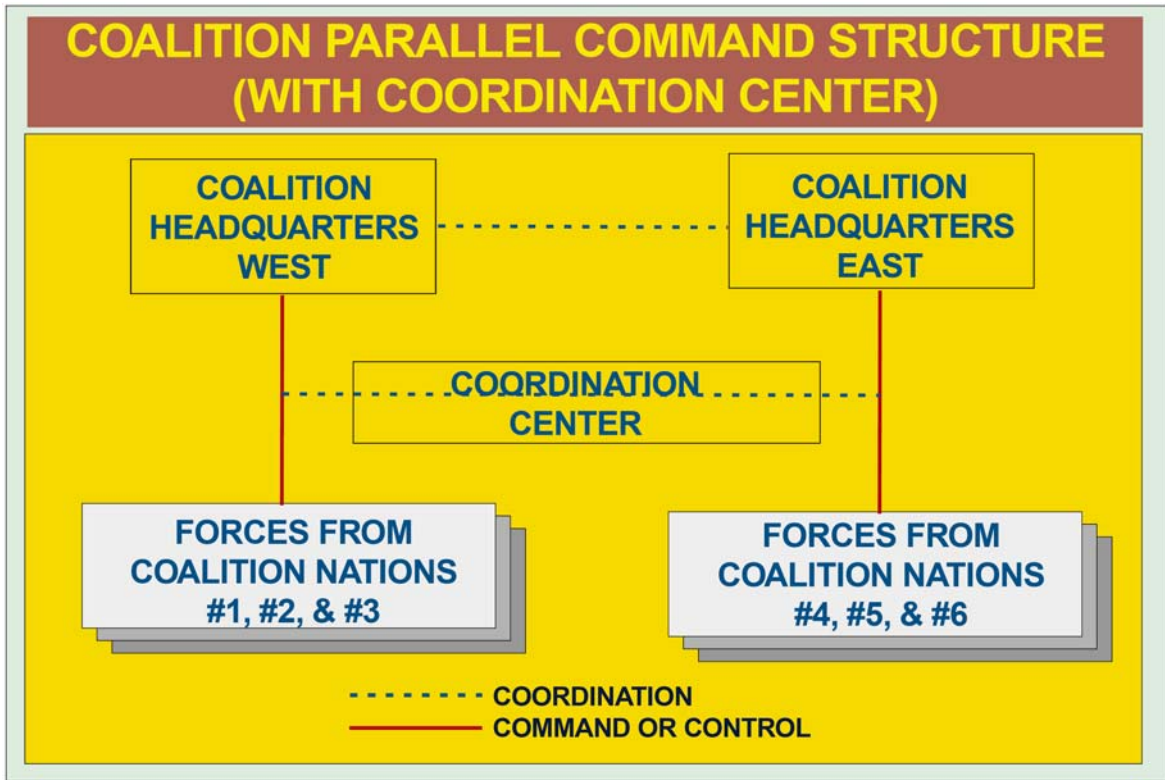 COALITION PARALLEL COMMAND STRUCTURE
(WITH COORDINATION CENTER)
COALITION
HEADQUARTERS
WEST
COALITION
HEADQUARTERS
EAST
COORDINATION
CENTER
FORCES FROM
COALITION NATIONS
#1, #2, & #3
FORCES FROM
COALITION NATIONS
#4, #5, & #6
COORDINATION
COMMAND OR CONTROL